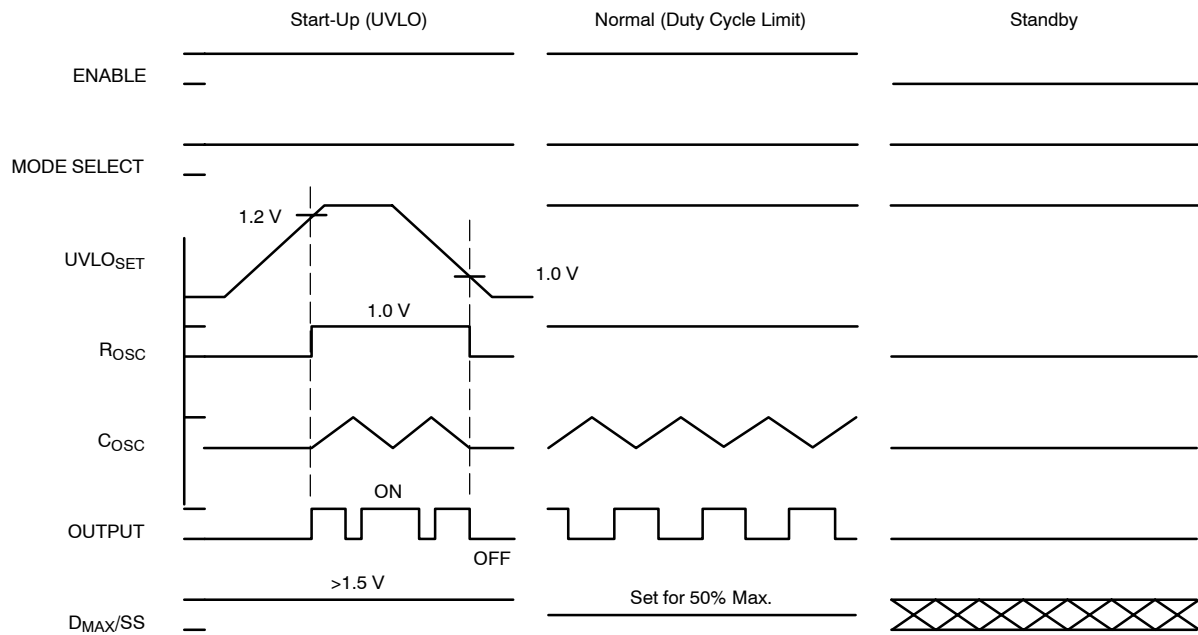 Start-Up (UVLO) Normal (Duty Cycle Limit) Standby
ENABLE
MODE SELECT
1.2 V
UVLOSET
1.0 V
1.0 V
ROSC
COSC
ON
OUTPUT
OFF
>1.5 V
Set for 50% Max.
DMAX/SS